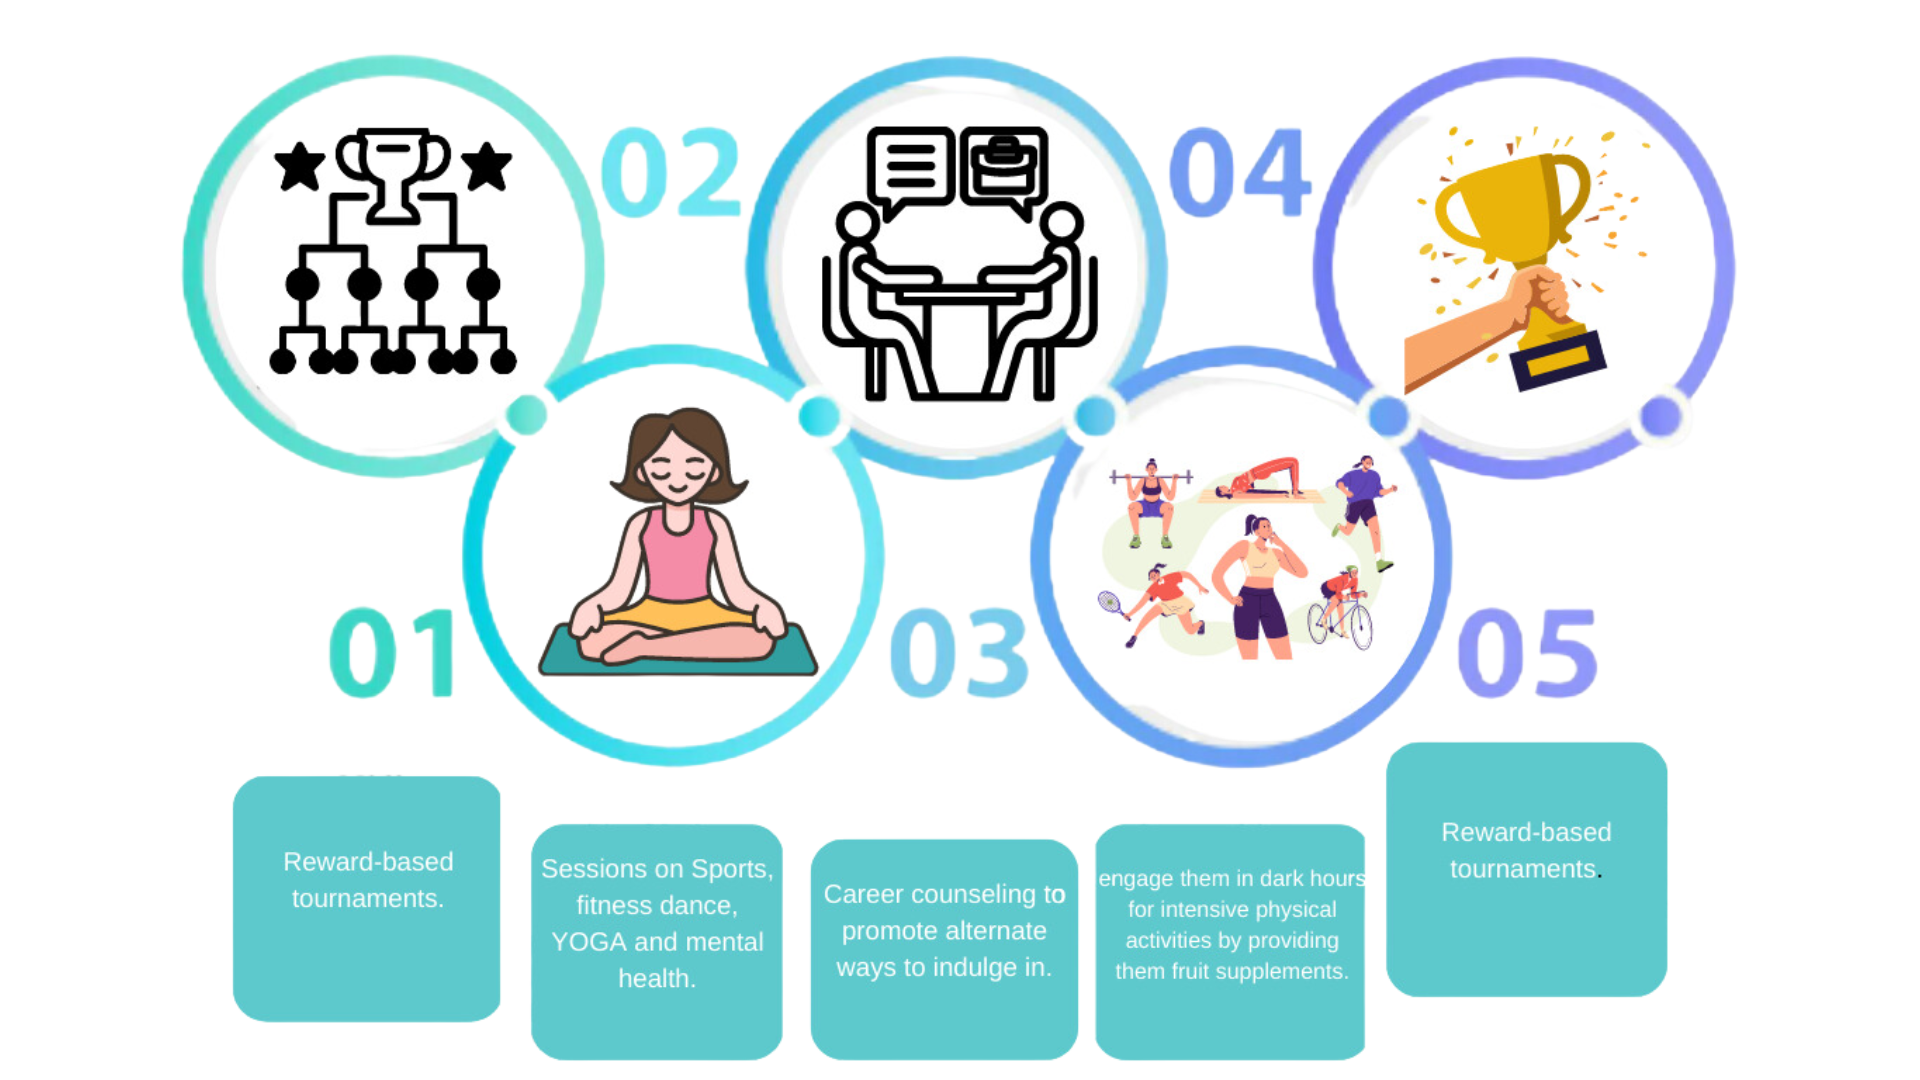 02
04
01
03
05
Reward-based
tournaments.
Sessions on Sports,
fitness dance,
YOGA and mental
health.
Career counseling to
promote alternate
ways to indulge in.
engage them in dark hours
for intensive physical
activities by providing
them fruit supplements.
Reward-based
tournaments.